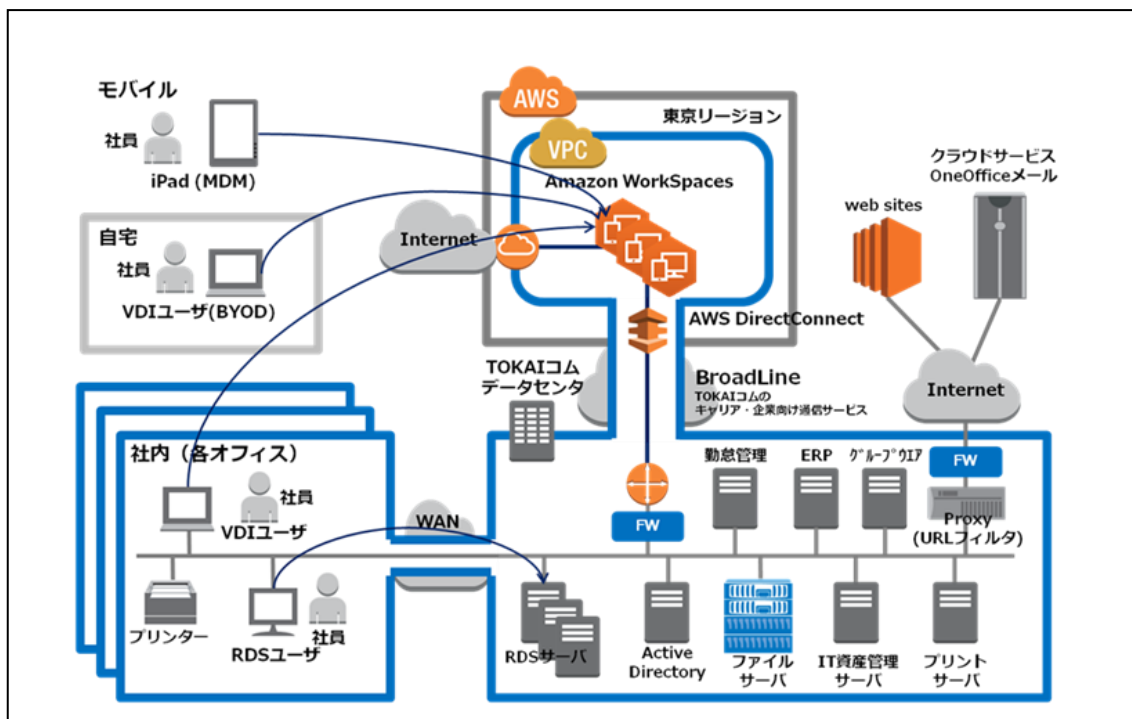 モバイル
社員
iPad (MDM)
自宅
社員
VDIユーザ(BYOD)
AWS
東京リージョン
VPC
Amazon WorkSpaces
Internet
AWS DirectConnect
クラウドサービス
OneOfficeメール
web sites
Internet
TOKAIコム
データセンタ
BroadLine
TOKAIコムの
キャリア・企業向け通信サービス
社内（各オフィス）
社員
VDIユーザ
プリンター
RDSユーザ
社員
WAN
FW
勤怠管理
ERP
ｸﾞﾙｰﾌﾟｳｴｱ
FW
Proxy
(URLフィルタ)
RDSサーバ
Active
Directory
ファイル
サーバ
IT資産管理
サーバ
プリント
サーバ